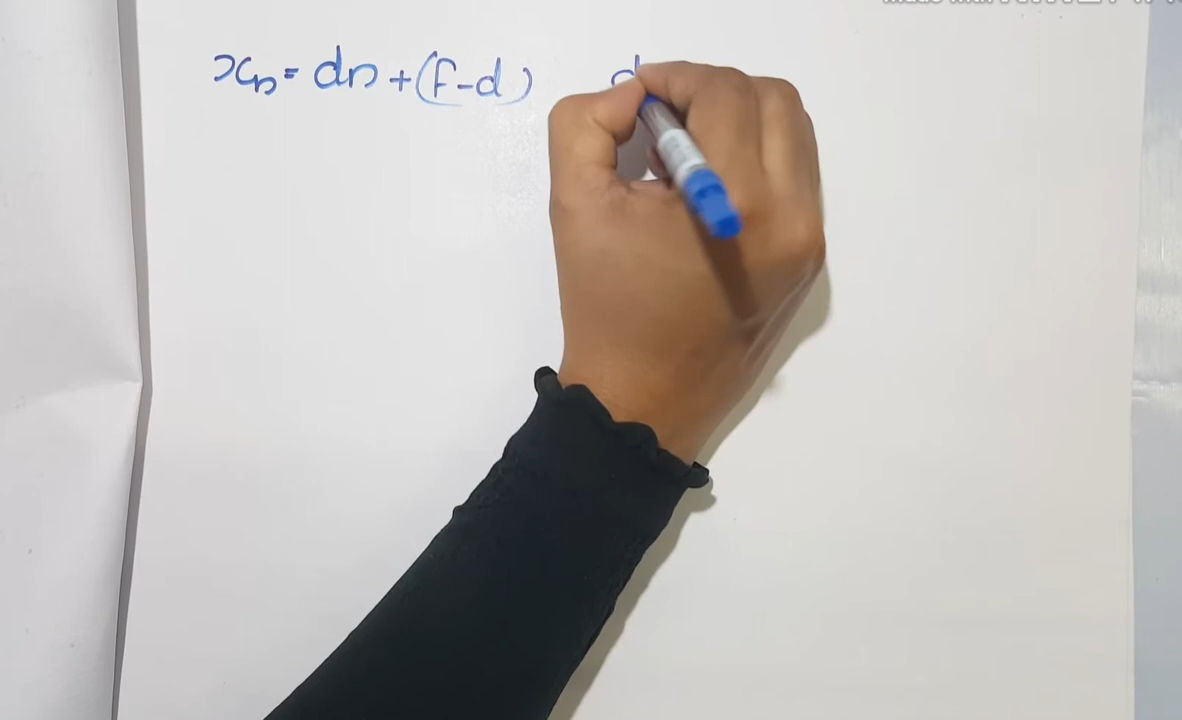 xₙ = dn + (f-d) d